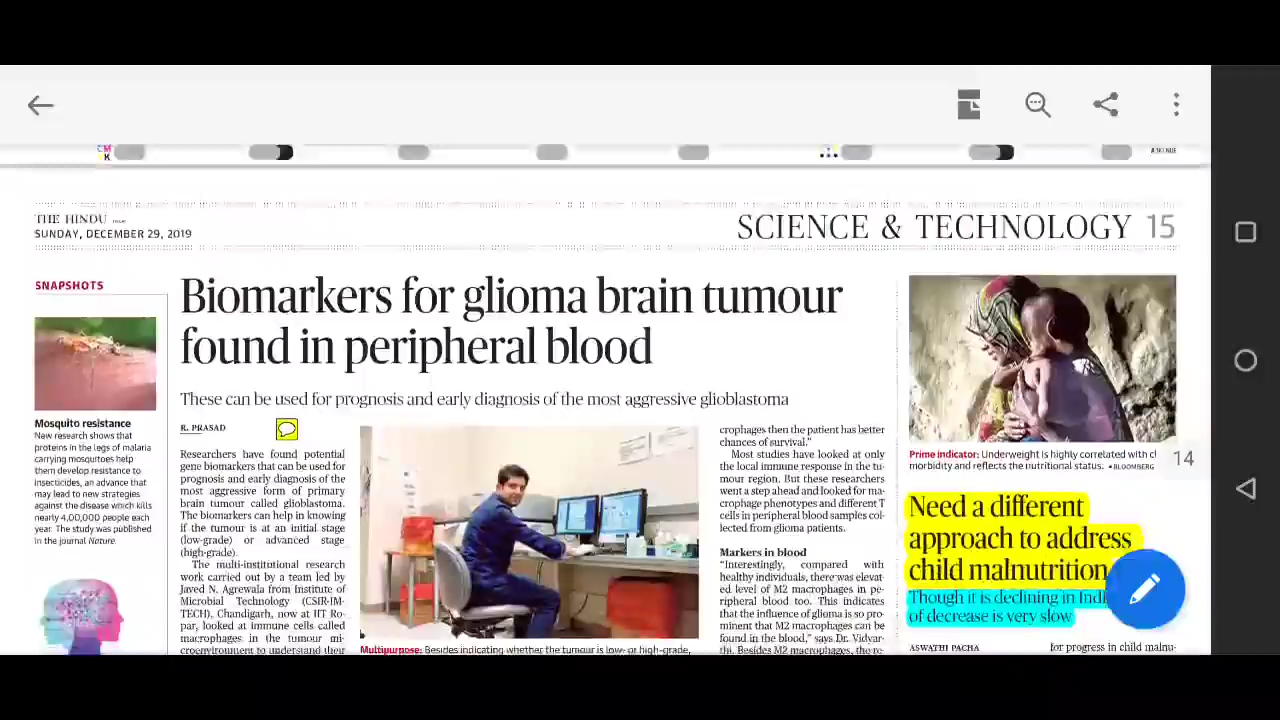 THE HINDU
SUNDAY, DECEMBER 29, 2019
SCIENCE & TECHNOLOGY 15
SNAPSHOTS
Mosquito resistance
New research shows that
proteins in the legs of malaria
carrying mosquitoes help
them develop resistance to
insecticides, an advance that
may lead to new strategies
against the disease which kills
nearly 4,00,000 people each
year. The study was published
in the journal Nature.
Biomarkers for glioma brain tumour
found in peripheral blood
These can be used for prognosis and early diagnosis of the most aggressive glioblastoma
R. PRASAD
Researchers have found potential
gene biomarkers that can be used for
prognosis and early diagnosis of the
most aggressive form of primary
brain tumour called glioblastoma.
The biomarkers can help in knowing
if the tumour is at an initial stage
(low-grade) or advanced stage
(high-grade).
The multi-institutional research
work carried out by a team led by
Javed N. Agrewala from Institute of
Microbial Technology (CSIR-IM-
TECH), Chandigarh, now at IIT Ro-
par, looked at immune cells called
macrophages in the tumour mi-
croenvironment to understand their
Multipurpose: Besides indicating whether the tumour is low- or high-grade,
crophages then the patient has better
chances of survival."
Most studies have looked at only
the local immune response in the tu-
mour region. But these researchers
went a step ahead and looked for ma-
crophage phenotypes and different T
cells in peripheral blood samples col-
lected from glioma patients.
Markers in blood
"Interestingly, compared with
healthy individuals, there was elevat-
ed level of M2 macrophages in pe-
ripheral blood too. This indicates
that the influence of glioma is so pro-
minent that M2 macrophages can be
found in the blood," says Dr. Vidyar-
thi. Besides M2 macrophages, the re-
Prime indicator: Underweight is highly correlated with cl
morbidity and reflects the nutritional status. • BLOOMBERG
14
Need a different
approach to address
child malnutrition
Though it is declining in Indi
of decrease is very slow
ASWATHI PACHA
for progress in child malnu-